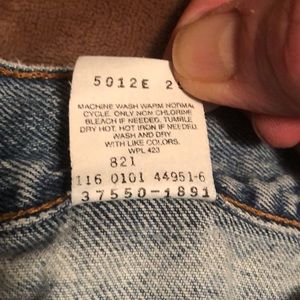 5012E 2
MACHINE WASH WARM NORMAL
CYCLE. ONLY NON CHLORINE
BLEACH IF NEEDED. TUMBLE
DRY HOT. HOT IRON IF NEEDED.
WASH AND DRY
WITH LIKE COLORS.
WPL 423
821
116 0101 44951-6
37550-1891